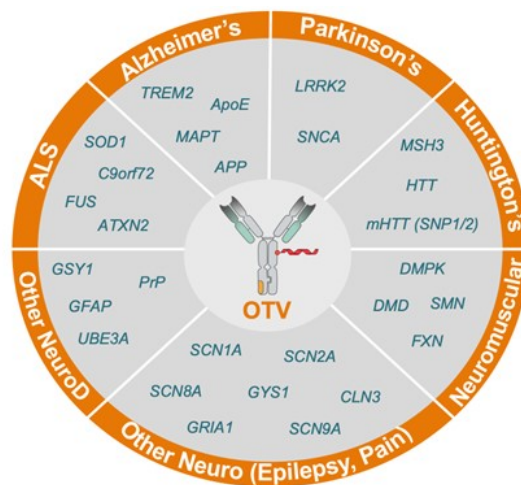 Alzheimer's
TREM2
ApoE
MAPT
APP
Parkinson's
LRRK2
SNCA
Huntington's
MSH3
HTT
mHTT (SNP1/2)
Neuromuscular
DMPK
DMD SMN
FXN
Other Neuro (Epilepsy, Pain)
SCN1A
SCN2A
SCN8A
GYS1
CLN3
GRIA1
SCN9A
Other NeuroD
GSY1
PrP
GFAP
UBE3A
ALS
SOD1
C9orf72
FUS
ATXN2
OTV